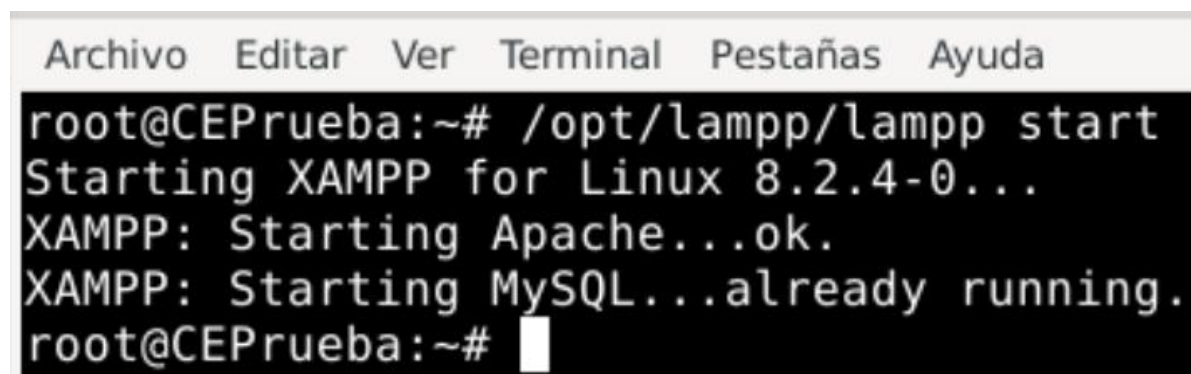 Archivo Editar Ver Terminal Pestañas Ayuda
root@CEPrueba:~# /opt/lampp/lampp start
Starting XAMPP for Linux 8.2.4-0...
XAMPP: Starting Apache...ok.
XAMPP: Starting MySQL...already running.
root@CEPrueba:~#